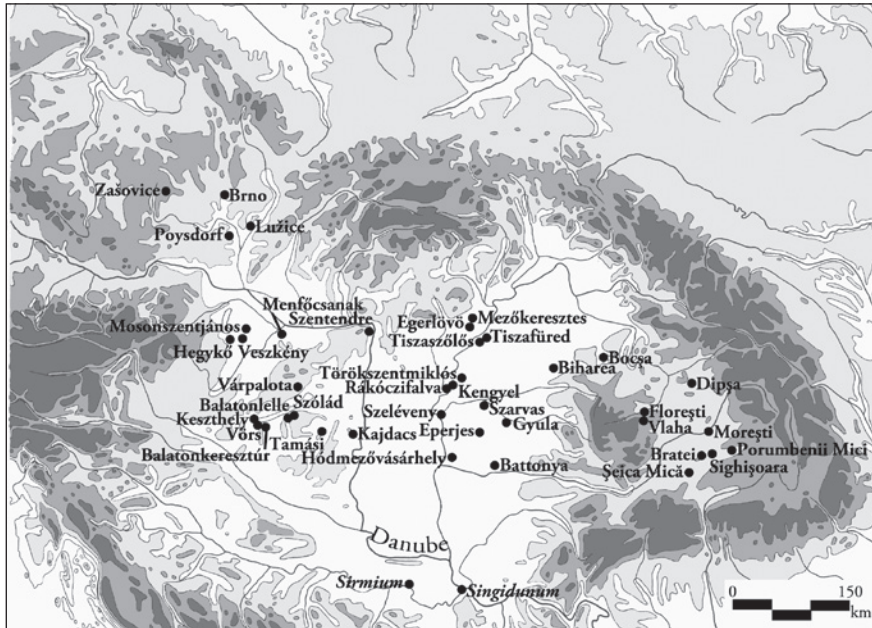 Zašovice
Brno
Lužice
Poysdorf
Menfőcsanak
Szentendre
Mosonszentjános
Hegykő
Veszkény
Egerlövő
Mezőkeresztes
Tiszaszőlős
Tiszafüred
Bocşa
Biharea
Dipşa
Törökszentmiklós
Rákóczifalva
Kengyel
Várpalota
Balatonlelle
Szólád
Szelévény
Szarvas
Floreşti
Keszthely
Gyula
Vlaha
Vörs
Tamási
Kajdacs
Eperjes
Moreşti
Balatonkeresztúr
Hódmezővásárhely
Battonya
Bratei
Porumbenii Mici
Sighişoara
Şeica Mică
Danube
Sirmium
Singidunum
0 150
km